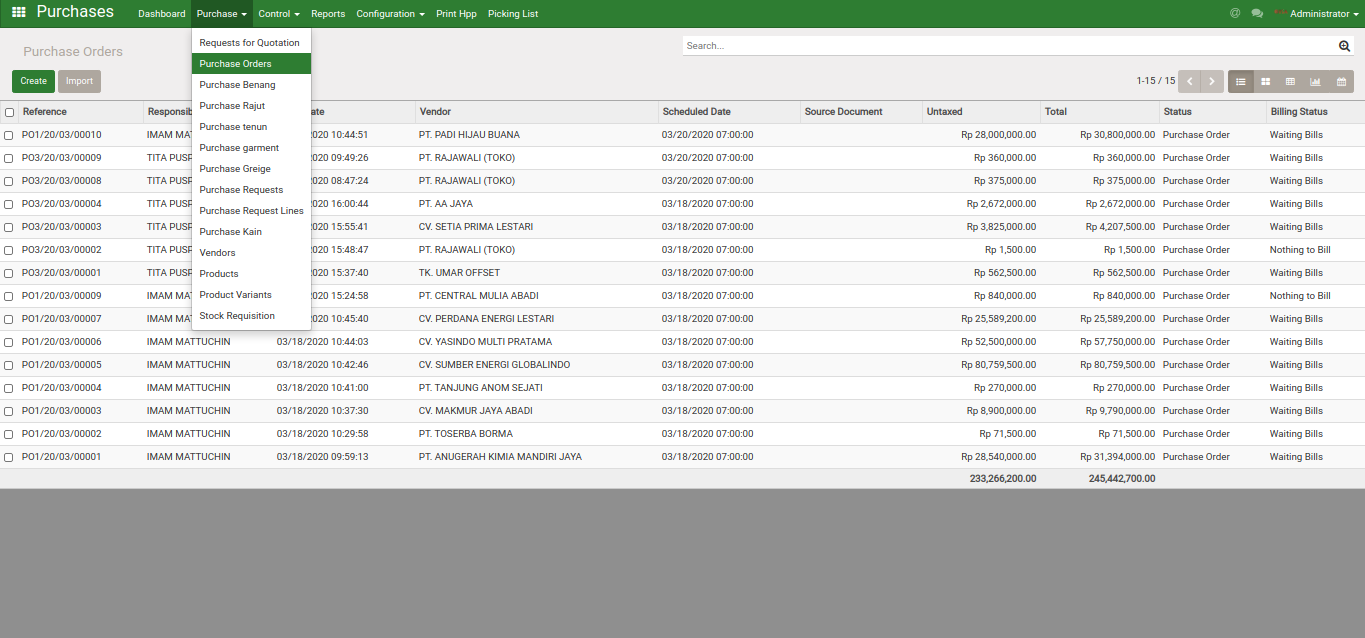 Purchases Dashboard Purchase Control Reports Configuration Print Hpp Picking List @ Administrator
Purchase Orders
Search...
Create Import
1-15 / 15
Requests for Quotation
Purchase Orders
Purchase Benang
Purchase Rajut
Purchase tenun
Purchase garment
Purchase Greige
Purchase Requests
Purchase Request Lines
Purchase Kain
Vendors
Products
Product Variants
Stock Requisition
Reference Responsib ate Vendor Scheduled Date Source Document Untaxed Total Status Billing Status
PO1/20/03/00010 IMAM MAT 020 10:44:51 PT. PADI HIJAU BUANA 03/20/2020 07:00:00 Rp 28,000,000.00 Rp 30,800,000.00 Purchase Order Waiting Bills
PO3/20/03/00009 TITA PUSP 020 09:49:26 PT. RAJAWALI (TOKO) 03/20/2020 07:00:00 Rp 360,000.00 Rp 360,000.00 Purchase Order Waiting Bills
PO3/20/03/00008 TITA PUSP 020 08:47:24 PT. RAJAWALI (TOKO) 03/20/2020 07:00:00 Rp 375,000.00 Rp 375,000.00 Purchase Order Waiting Bills
PO3/20/03/00004 TITA PUSP 020 16:00:44 PT. AA JAYA 03/18/2020 07:00:00 Rp 2,672,000.00 Rp 2,672,000.00 Purchase Order Waiting Bills
PO3/20/03/00003 TITA PUSP 020 15:55:41 CV. SETIA PRIMA LESTARI 03/18/2020 07:00:00 Rp 3,825,000.00 Rp 4,207,500.00 Purchase Order Waiting Bills
PO3/20/03/00002 TITA PUSP 020 15:48:47 PT. RAJAWALI (TOKO) 03/18/2020 07:00:00 Rp 1,500.00 Rp 1,500.00 Purchase Order Nothing to Bill
PO3/20/03/00001 TITA PUSP 020 15:37:40 TK. UMAR OFFSET 03/18/2020 07:00:00 Rp 562,500.00 Rp 562,500.00 Purchase Order Waiting Bills
PO1/20/03/00009 IMAM MAT 020 15:24:58 PT. CENTRAL MULIA ABADI 03/18/2020 07:00:00 Rp 840,000.00 Rp 840,000.00 Purchase Order Nothing to Bill
PO1/20/03/00007 IMAM MAT 020 10:45:40 CV. PERDANA ENERGI LESTARI 03/18/2020 07:00:00 Rp 25,589,200.00 Rp 25,589,200.00 Purchase Order Waiting Bills
PO1/20/03/00006 IMAM MATTUCHIN 03/18/2020 10:44:03 CV. YASINDO MULTI PRATAMA 03/18/2020 07:00:00 Rp 52,500,000.00 Rp 57,750,000.00 Purchase Order Waiting Bills
PO1/20/03/00005 IMAM MATTUCHIN 03/18/2020 10:42:46 CV. SUMBER ENERGI GLOBALINDO 03/18/2020 07:00:00 Rp 80,759,500.00 Rp 80,759,500.00 Purchase Order Waiting Bills
PO1/20/03/00004 IMAM MATTUCHIN 03/18/2020 10:41:00 PT. TANJUNG ANOM SEJATI 03/18/2020 07:00:00 Rp 270,000.00 Rp 270,000.00 Purchase Order Waiting Bills
PO1/20/03/00003 IMAM MATTUCHIN 03/18/2020 10:37:30 CV. MAKMUR JAYA ABADI 03/18/2020 07:00:00 Rp 8,900,000.00 Rp 9,790,000.00 Purchase Order Waiting Bills
PO1/20/03/00002 IMAM MATTUCHIN 03/18/2020 10:29:58 PT. TOSERBA BORMA 03/18/2020 07:00:00 Rp 71,500.00 Rp 71,500.00 Purchase Order Waiting Bills
PO1/20/03/00001 IMAM MATTUCHIN 03/18/2020 09:59:13 PT. ANUGERAH KIMIA MANDIRI JAYA 03/18/2020 07:00:00 Rp 28,540,000.00 Rp 31,394,000.00 Purchase Order Waiting Bills
233,266,200.00 245,442,700.00